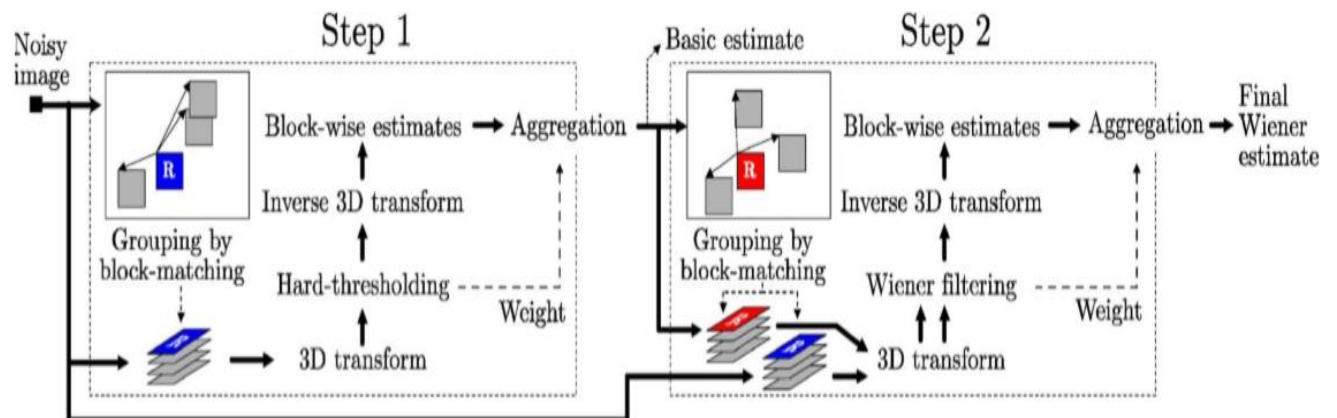 Step 1
Noisy
image
R
Grouping by
block-matching
3D transform
Hard-thresholding
Inverse 3D transform
Block-wise estimates
Aggregation
Weight
Basic estimate
Step 2
R
Grouping by
block-matching
3D transform
Wiener filtering
Inverse 3D transform
Block-wise estimates
Aggregation
Weight
Final
Wiener
estimate